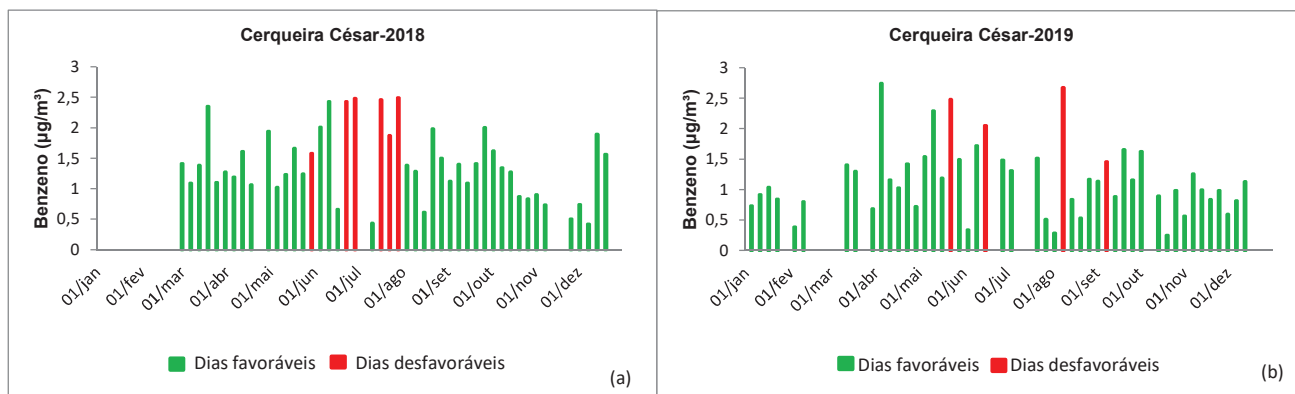 Cerqueira César-2018
Benzeno (µg/m³)
3
2,5
2
1,5
1
0,5
0
01/jan
01/fev
01/mar
01/abr
01/mai
01/jun
01/jul
01/ago
01/set
01/out
01/nov
01/dez
Dias favoráveis
Dias desfavoráveis
(a)
Cerqueira César-2019
Benzeno (µg/m³)
3
2,5
2
1,5
1
0,5
0
01/jan
01/fev
01/mar
01/abr
01/mai
01/jun
01/jul
01/ago
01/set
01/out
01/nov
01/dez
Dias favoráveis
Dias desfavoráveis
(b)